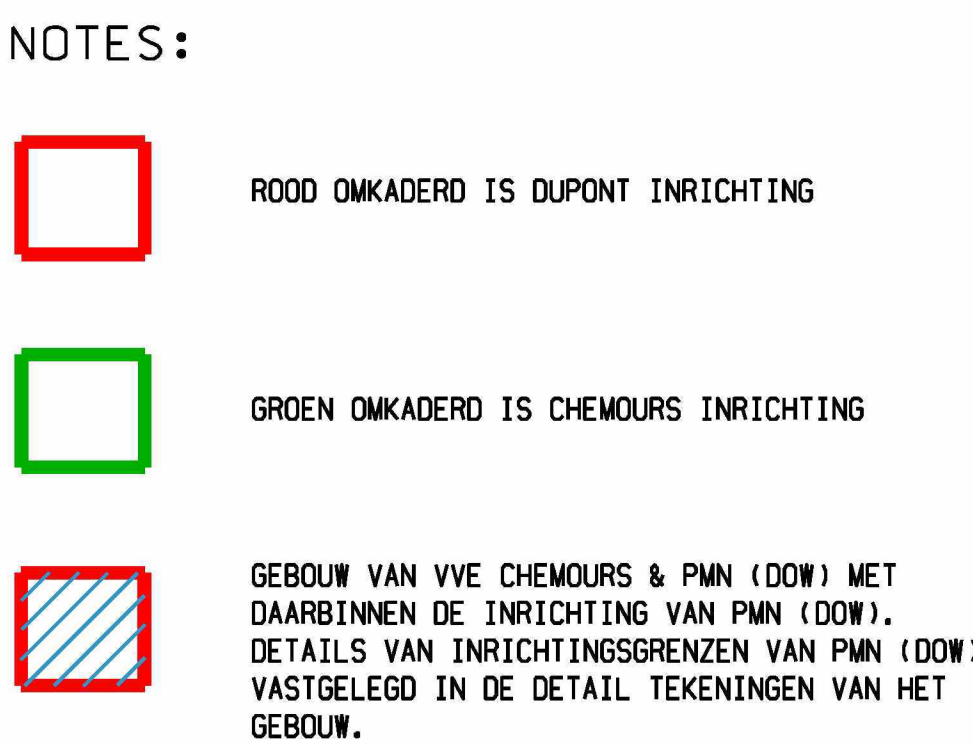 NOTES:
ROOD OMKADERD IS DUPONT INRICHTING
GROEN OMKADERD IS CHEMOURS INRICHTING
GEBOUW VAN VVE CHEMOURS & PMN (DOW) MET
DAARBINNEN DE INRICHTING VAN PMN (DOW).
DETAILS VAN INRICHTINGSGRENZEN VAN PMN (DOW)
VASTGELEGD IN DE DETAIL TEKENINGEN VAN HET
GEBOUW.